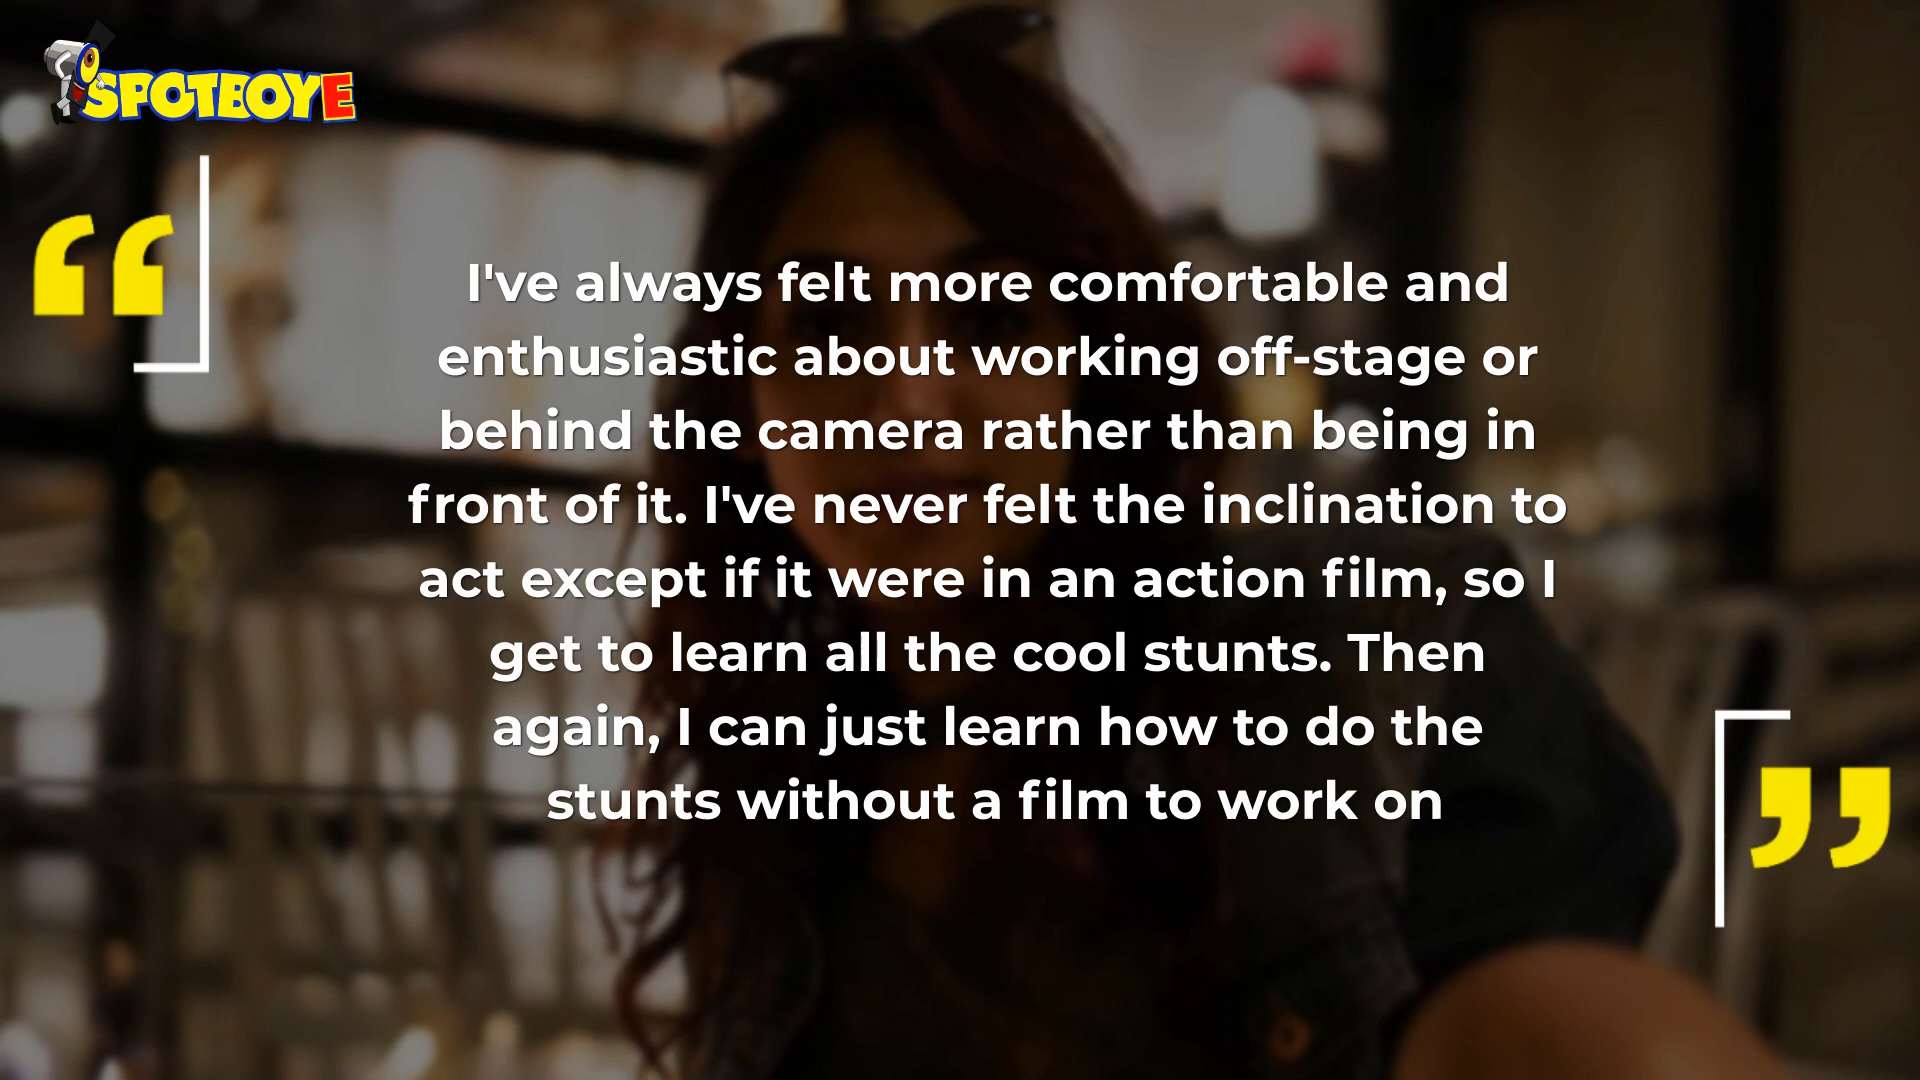 SPOTBOYE
“
I've always felt more comfortable and
enthusiastic about working off-stage or
behind the camera rather than being in
front of it. I've never felt the inclination to
act except if it were in an action film, so I
get to learn all the cool stunts. Then
again, I can just learn how to do the
stunts without a film to work on
”